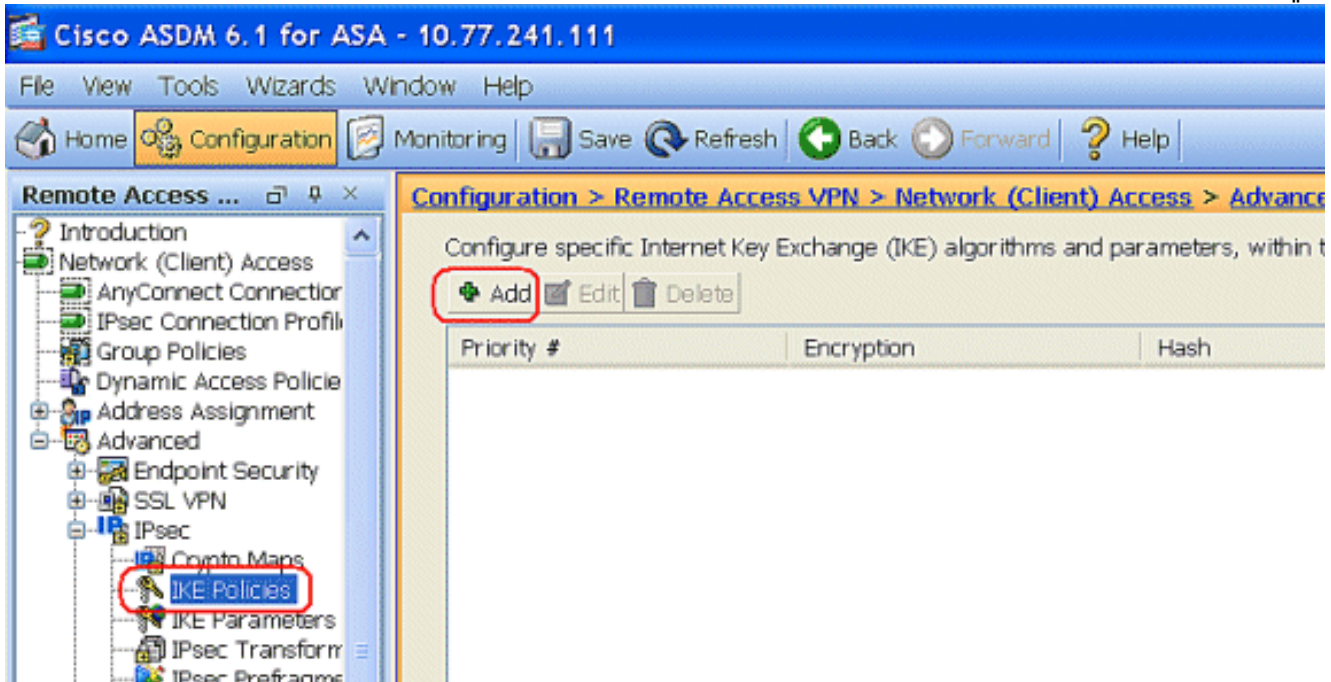 Cisco ASDM 6.1 for ASA - 10.77.241.111
File View Tools Wizards Window Help
Home Configuration Monitoring Save Refresh Back Forward Help
Remote Access ...
Configuration > Remote Access VPN > Network (Client) Access > Advance
Introduction
Network (Client) Access
AnyConnect Connection
IPsec Connection Profil
Group Policies
Dynamic Access Policie
Address Assignment
Advanced
Endpoint Security
SSL VPN
IPsec
Crypto Maps
IKE Policies
IKE Parameters
IPsec Transform
IPsec Prefragme
Configure specific Internet Key Exchange (IKE) algorithms and parameters, within t
Add Edit Delete
Priority # Encryption Hash